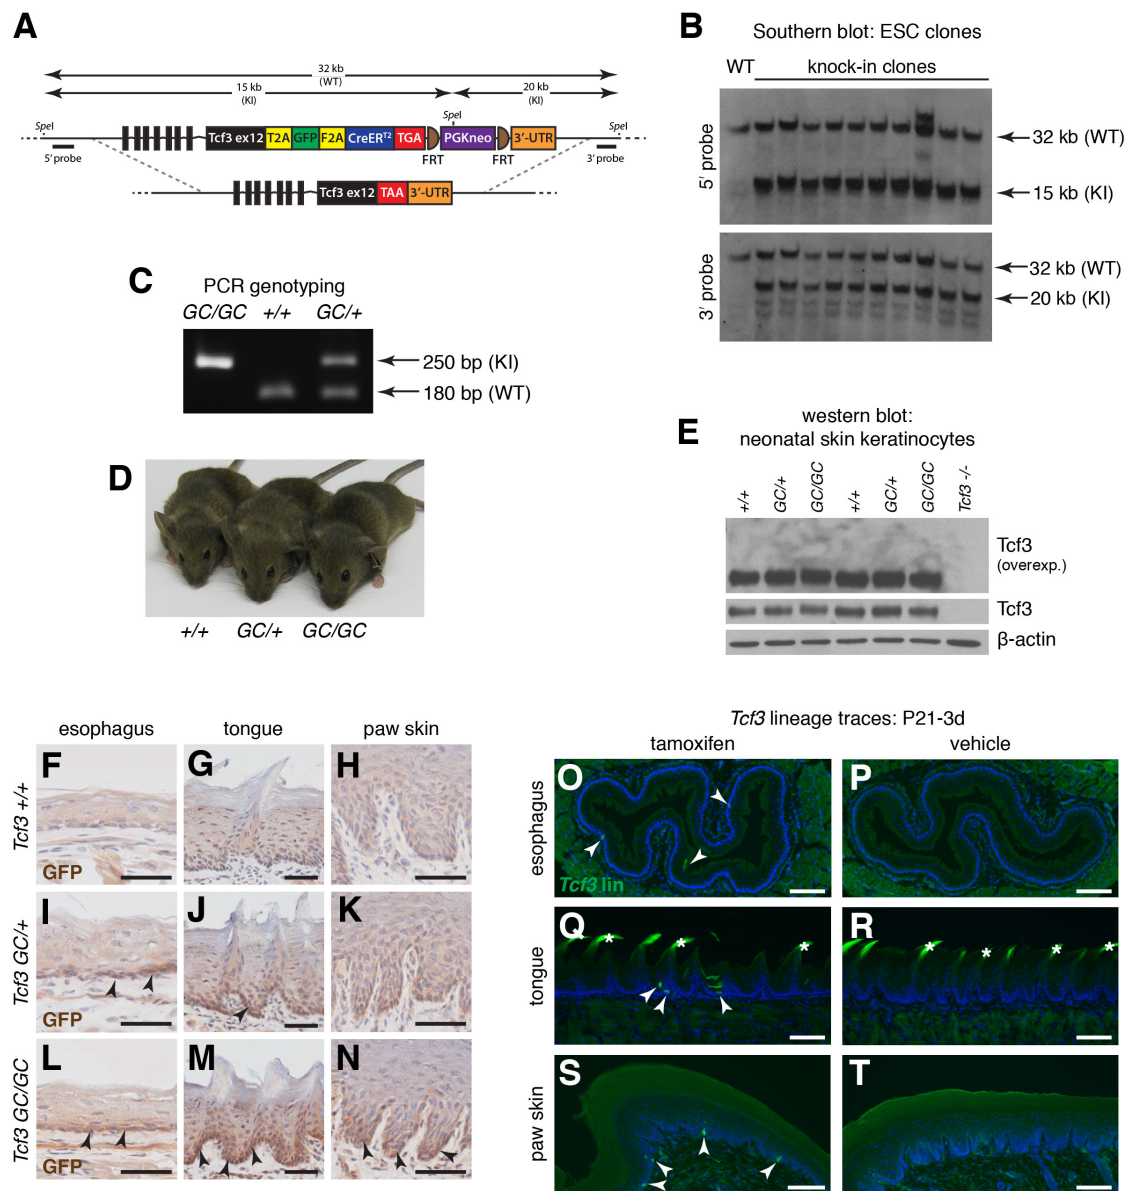 A
32 kb
(WT)
15 kb
(KI)
20 kb
(KI)
SpeI
SpeI
SpeI
Tcf3 ex12 T2A GFP F2A CreERT2 TGA PGKneo 3′-UTR
5′ probe
FRT
FRT
3′ probe
Tcf3 ex12 TAA 3′-UTR
B
Southern blot: ESC clones
WT knock-in clones
5′ probe
32 kb (WT)
15 kb (KI)
3′ probe
32 kb (WT)
20 kb (KI)
C
PCR genotyping
GC/GC +/+ GC/+
250 bp (KI)
180 bp (WT)
D
+/+ GC/+ GC/GC
E
western blot:
neonatal skin keratinocytes
+/+ GC/+ GC/GC +/+ GC/+ GC/GC Tcf3 -/-
Tcf3
(overexp.)
Tcf3
β-actin
esophagus tongue paw skin
Tcf3 +/+
F G H
GFP
Tcf3 GC/+
I J K
GFP
Tcf3 GC/GC
L M N
GFP
Tcf3 lineage traces: P21-3d
tamoxifen vehicle
esophagus
O P
Tcf3 lin
tongue
Q R
* * * * * * *
paw skin
S T